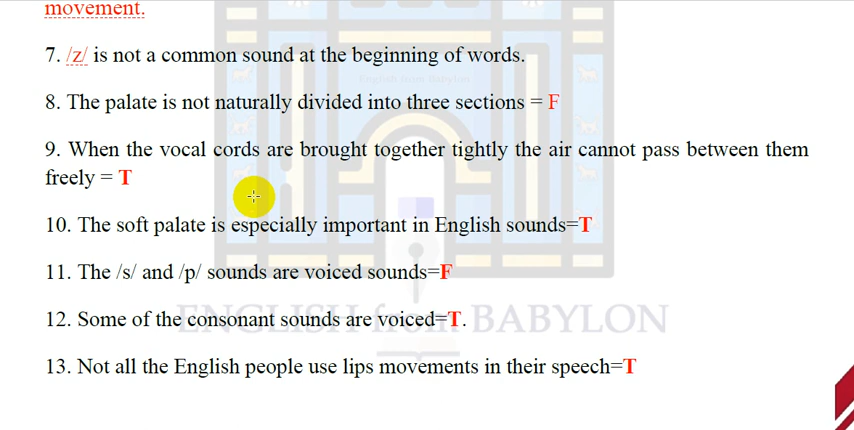 movement.
7. /z/ is not a common sound at the beginning of words.
8. The palate is not naturally divided into three sections = F
9. When the vocal cords are brought together tightly the air cannot pass between them
freely = T
10. The soft palate is especially important in English sounds=T
11. The /s/ and /p/ sounds are voiced sounds=F
12. Some of the consonant sounds are voiced=T.
ENGLISH from BABYLON
13. Not all the English people use lips movements in their speech=T